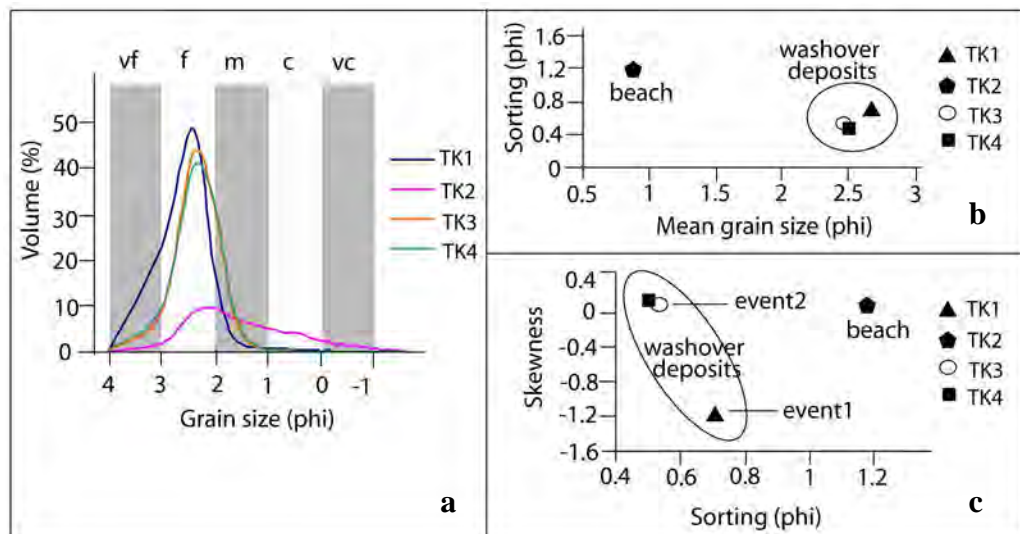 vf f m c vc
50
40
30
20
10
0
Volume (%)
4 3 2 1 0 -1
Grain size (phi)
TK1
TK2
TK3
TK4
a
1.6
1.2
0.8
0.4
0
Sorting (phi)
beach
washover
deposits
0.5 1 1.5 2 2.5 3
Mean grain size (phi)
TK1
TK2
TK3
TK4
b
0.4
0
-0.4
-0.8
-1.2
-1.6
Skewness
event2
washover
deposits
event1
beach
0.4 0.6 0.8 1 1.2
Sorting (phi)
TK1
TK2
TK3
TK4
c